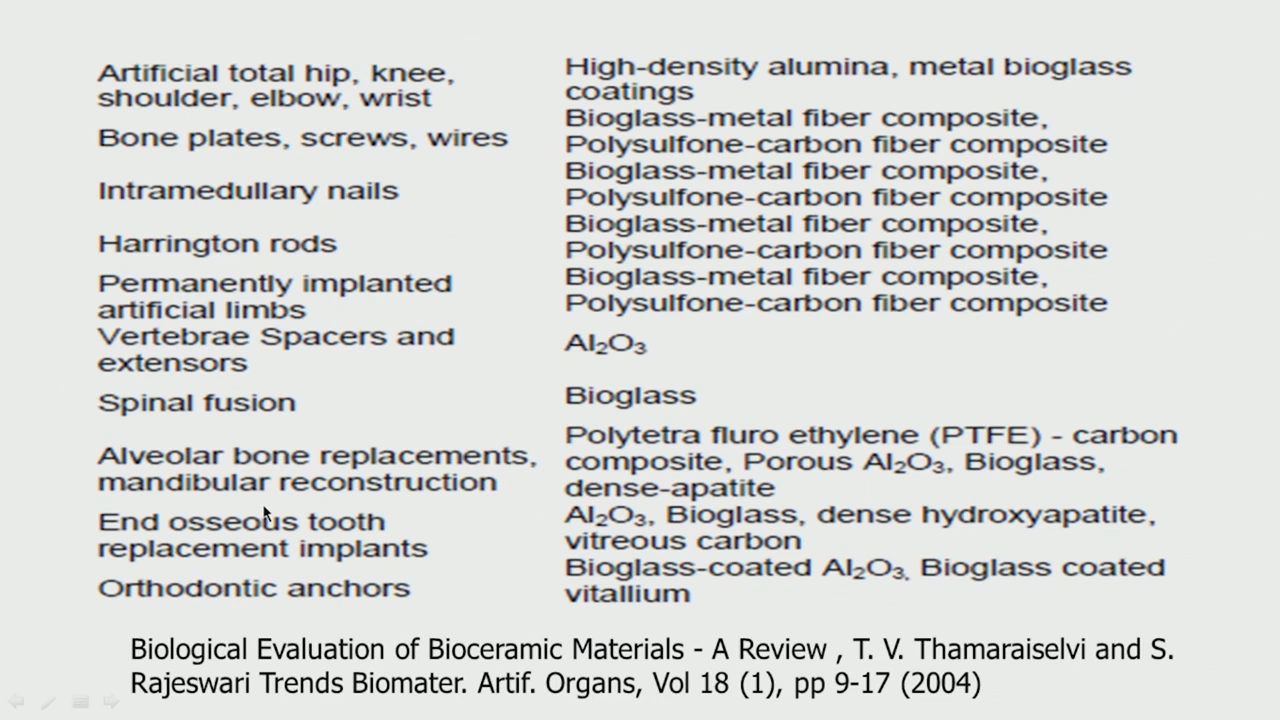 Artificial total hip, knee,
shoulder, elbow, wrist
High-density alumina, metal bioglass
coatings
Bone plates, screws, wires
Bioglass-metal fiber composite,
Polysulfone-carbon fiber composite
Intramedullary nails
Bioglass-metal fiber composite,
Polysulfone-carbon fiber composite
Harrington rods
Bioglass-metal fiber composite,
Polysulfone-carbon fiber composite
Permanently implanted
artificial limbs
Bioglass-metal fiber composite,
Polysulfone-carbon fiber composite
Vertebrae Spacers and
extensors
Al₂O₃
Spinal fusion
Bioglass
Alveolar bone replacements,
mandibular reconstruction
Polytetra fluro ethylene (PTFE) - carbon
composite, Porous Al₂O₃, Bioglass,
dense-apatite
End osseous tooth
replacement implants
Al₂O₃, Bioglass, dense hydroxyapatite,
vitreous carbon
Orthodontic anchors
Bioglass-coated Al₂O₃, Bioglass coated
vitallium
Biological Evaluation of Bioceramic Materials - A Review , T. V. Thamaraiselvi and S.
Rajeswari Trends Biomater. Artif. Organs, Vol 18 (1), pp 9-17 (2004)